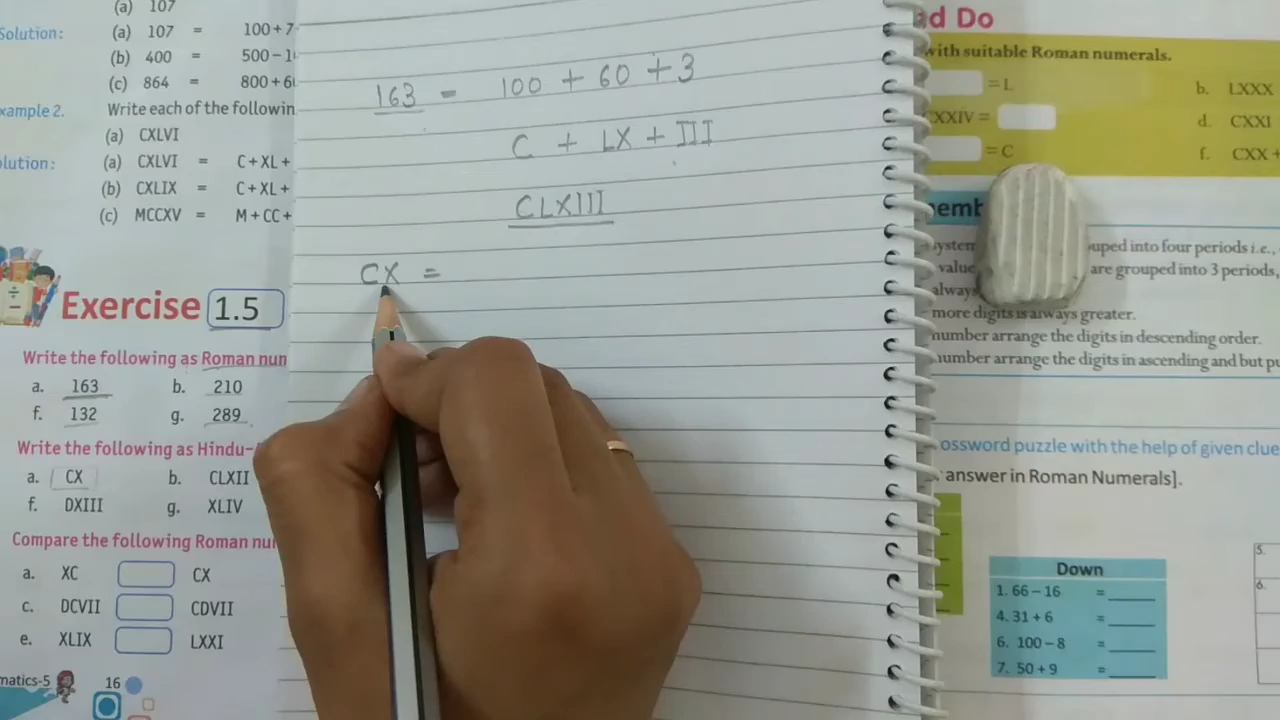 (a) 107
Solution: (a) 107 = 100+7
(b) 400 = 500-1
(c) 864 = 800+6
xample 2. Write each of the followin
(a) CXLVI
lution: (a) CXLVI = C+XL+
(b) CXLIX = C+XL+
(c) MCCXV = M+CC+
Exercise 1.5
Write the following as Roman num
a. 163 b. 210
f. 132 g. 289
Write the following as Hindu-
a. CX b. CLXII
f. DXIII g. XLIV
Compare the following Roman nu
a. XC CX
c. DCVII CDVII
e. XLIX LXXI
matics-5 16
163 = 100 + 60 + 3
C + LX + III
CLXIII
CX =
ad Do
with suitable Roman numerals.
= L b. LXXX
CXXIV = d. CXXI
= C f. CXX +
emb
system uped into four periods i.e.,
value are grouped into 3 periods,
always
more digits is always greater.
number arrange the digits in descending order.
number arrange the digits in ascending and but pu
ossword puzzle with the help of given clue
answer in Roman Numerals].
Down
1. 66 – 16 =
4. 31 + 6 =
6. 100 – 8 =
7. 50 + 9 =
5.
6.